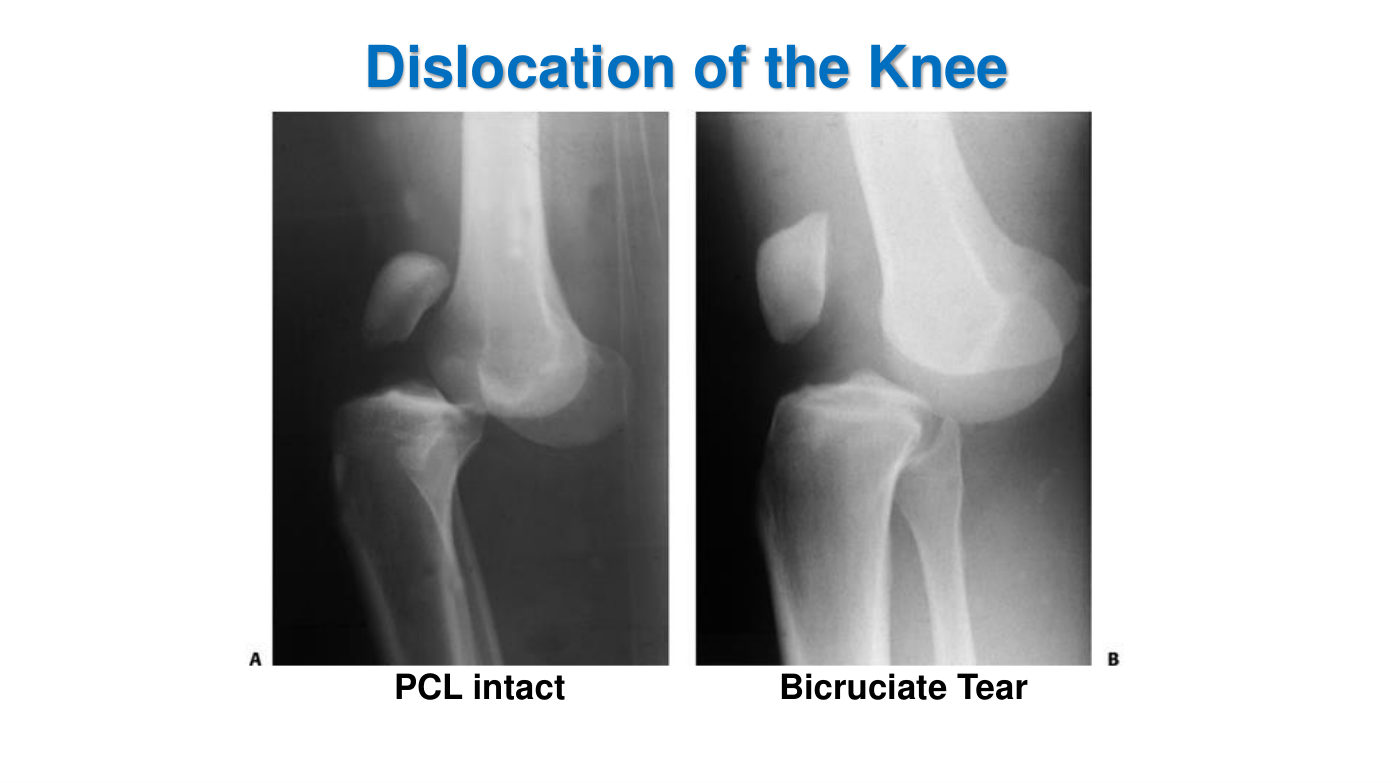 Dislocation of the Knee
A
B
PCL intact
Bicruciate Tear